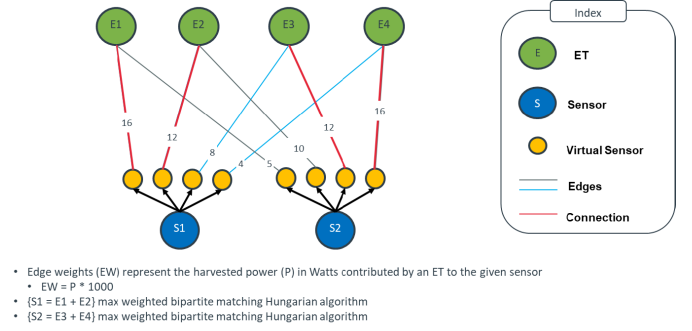 E1 E2 E3 E4
Index
E ET
S Sensor
Virtual Sensor
Edges
Connection
16 12 8 4 5 10 12 16
S1 S2
• Edge weights (EW) represent the harvested power (P) in Watts contributed by an ET to the given sensor
• EW = P * 1000
• {S1 = E1 + E2} max weighted bipartite matching Hungarian algorithm
• {S2 = E3 + E4} max weighted bipartite matching Hungarian algorithm